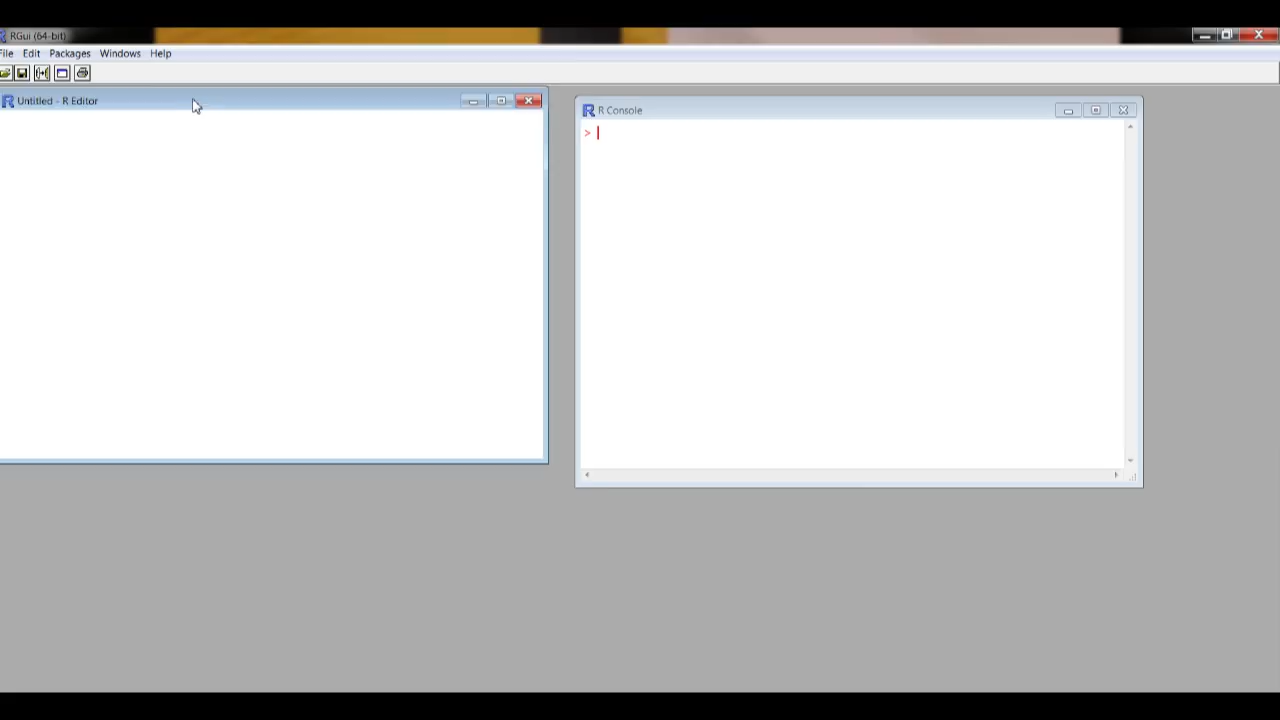 RGui (64-bit)
File Edit Packages Windows Help
Untitled - R Editor
R Console
>